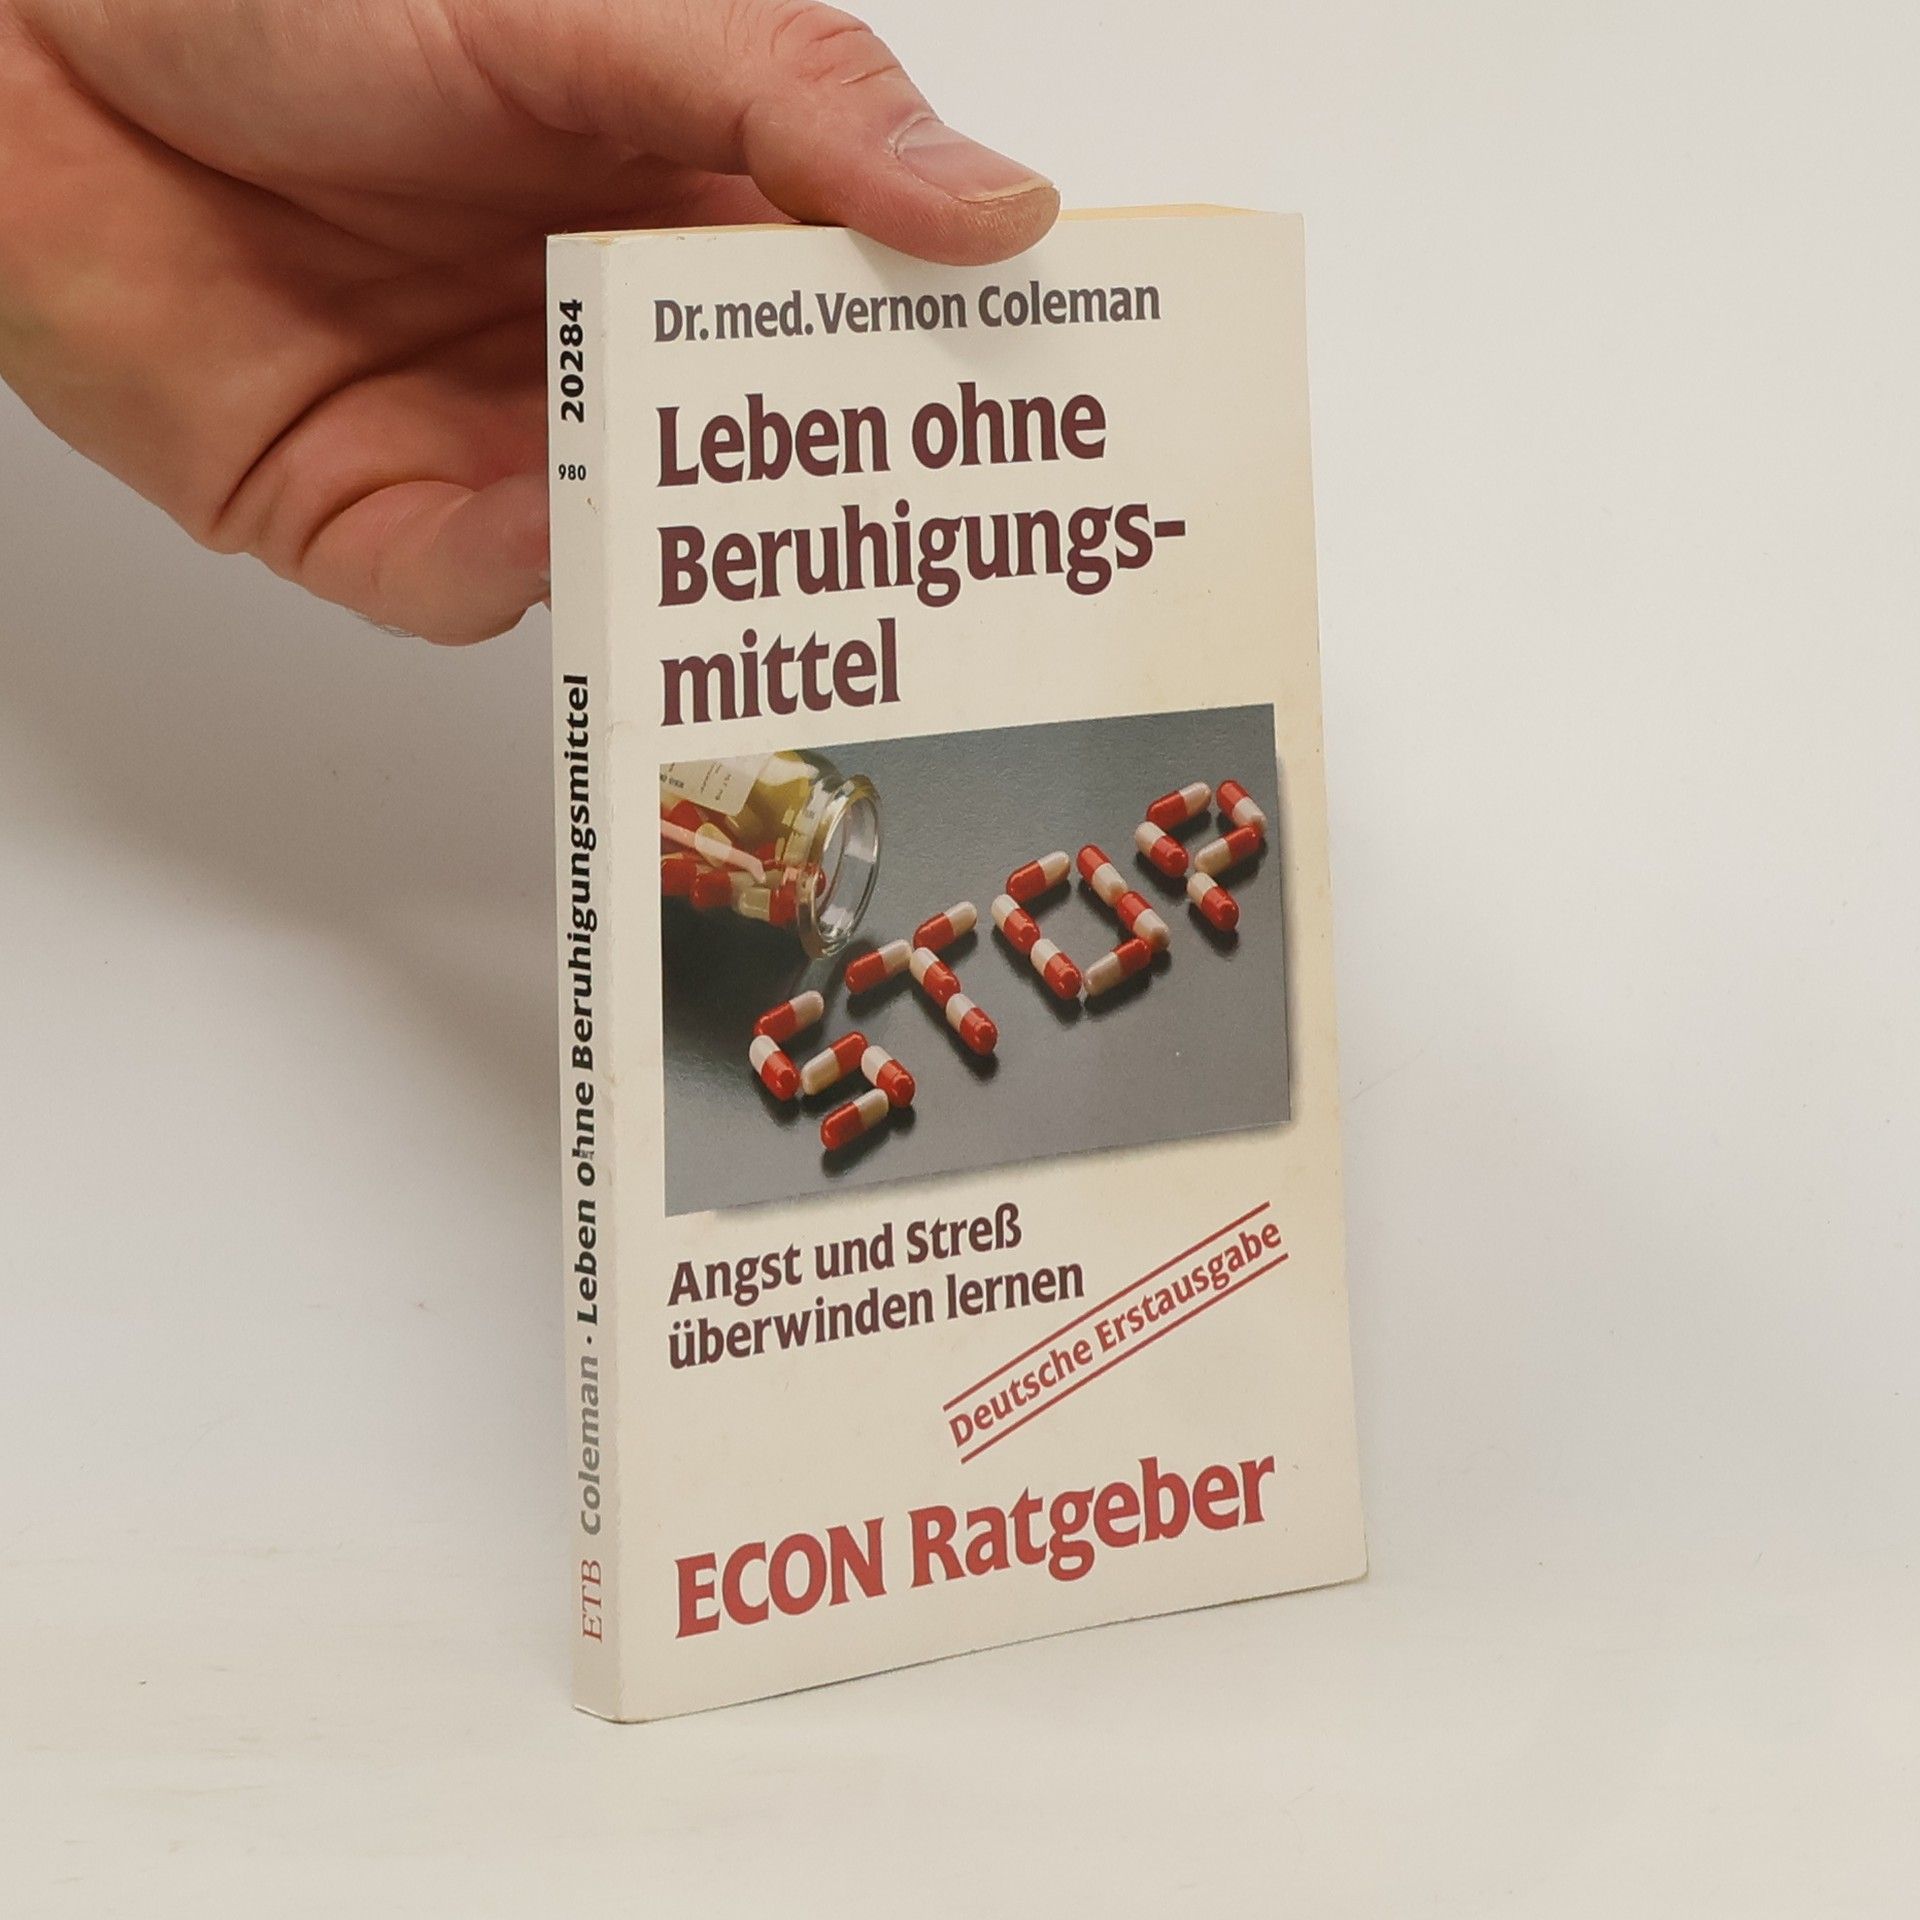 Dr. med. Vernon Coleman
Leben ohne
Beruhigungs-
mittel
STOP
Angst und Streß
überwinden lernen
Deutsche Erstausgabe
ECON Ratgeber
ETB Coleman · Leben ohne Beruhigungsmittel 980 20284